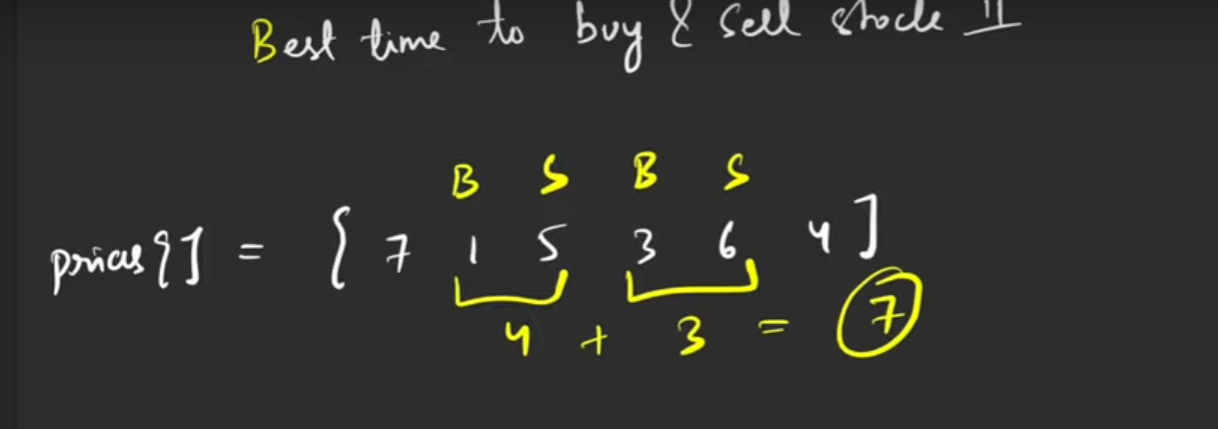 Best time to buy & sell stock II
B S B S
prices[] = { 7 1 5 3 6 4 ]
4 + 3 = 7